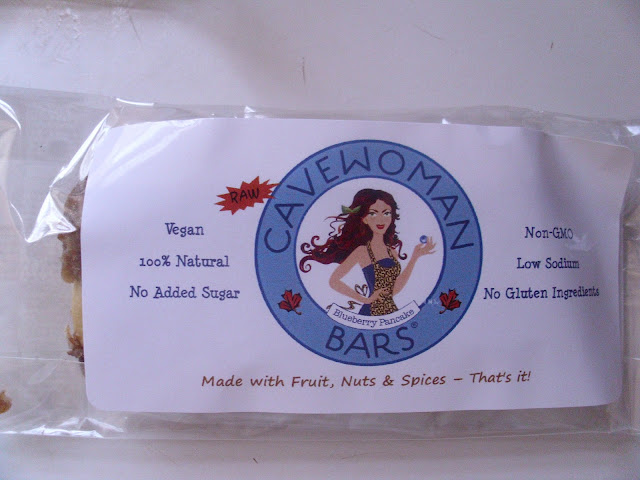 RAW
CAVEWOMAN
Vegan
100% Natural
No Added Sugar
Non-GMO
Low Sodium
No Gluten Ingredients
Blueberry Pancake
BARS®
Made with Fruit, Nuts & Spices – That's it!